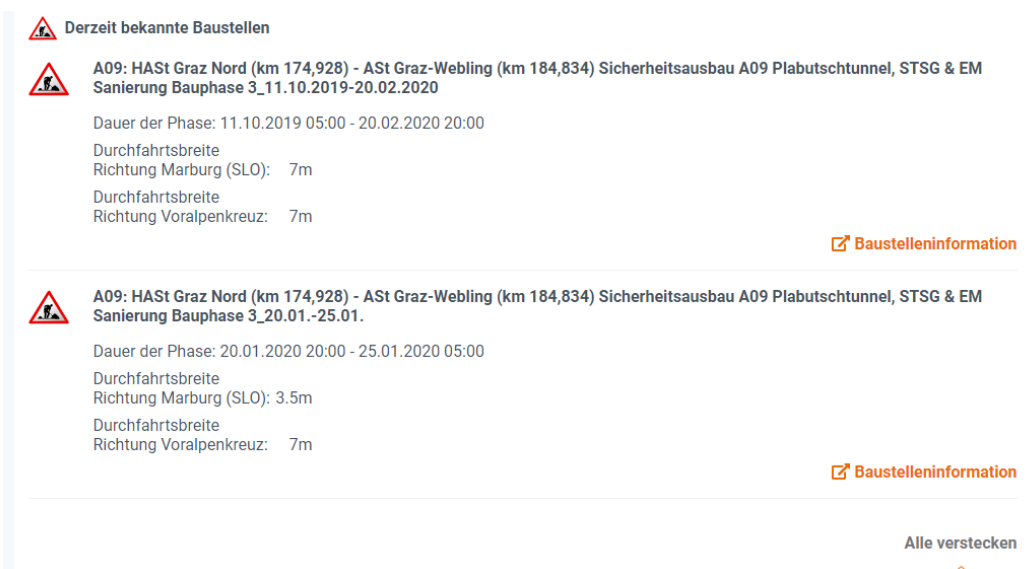 Derzeit bekannte Baustellen
A09: HASt Graz Nord (km 174,928) - ASt Graz-Webling (km 184,834) Sicherheitsausbau A09 Plabutschtunnel, STSG & EM
Sanierung Bauphase 3_11.10.2019-20.02.2020
Dauer der Phase: 11.10.2019 05:00 - 20.02.2020 20:00
Durchfahrtsbreite
Richtung Marburg (SLO): 7m
Durchfahrtsbreite
Richtung Voralpenkreuz: 7m
Baustelleninformation
A09: HASt Graz Nord (km 174,928) - ASt Graz-Webling (km 184,834) Sicherheitsausbau A09 Plabutschtunnel, STSG & EM
Sanierung Bauphase 3_20.01.-25.01.
Dauer der Phase: 20.01.2020 20:00 - 25.01.2020 05:00
Durchfahrtsbreite
Richtung Marburg (SLO): 3.5m
Durchfahrtsbreite
Richtung Voralpenkreuz: 7m
Baustelleninformation
Alle verstecken